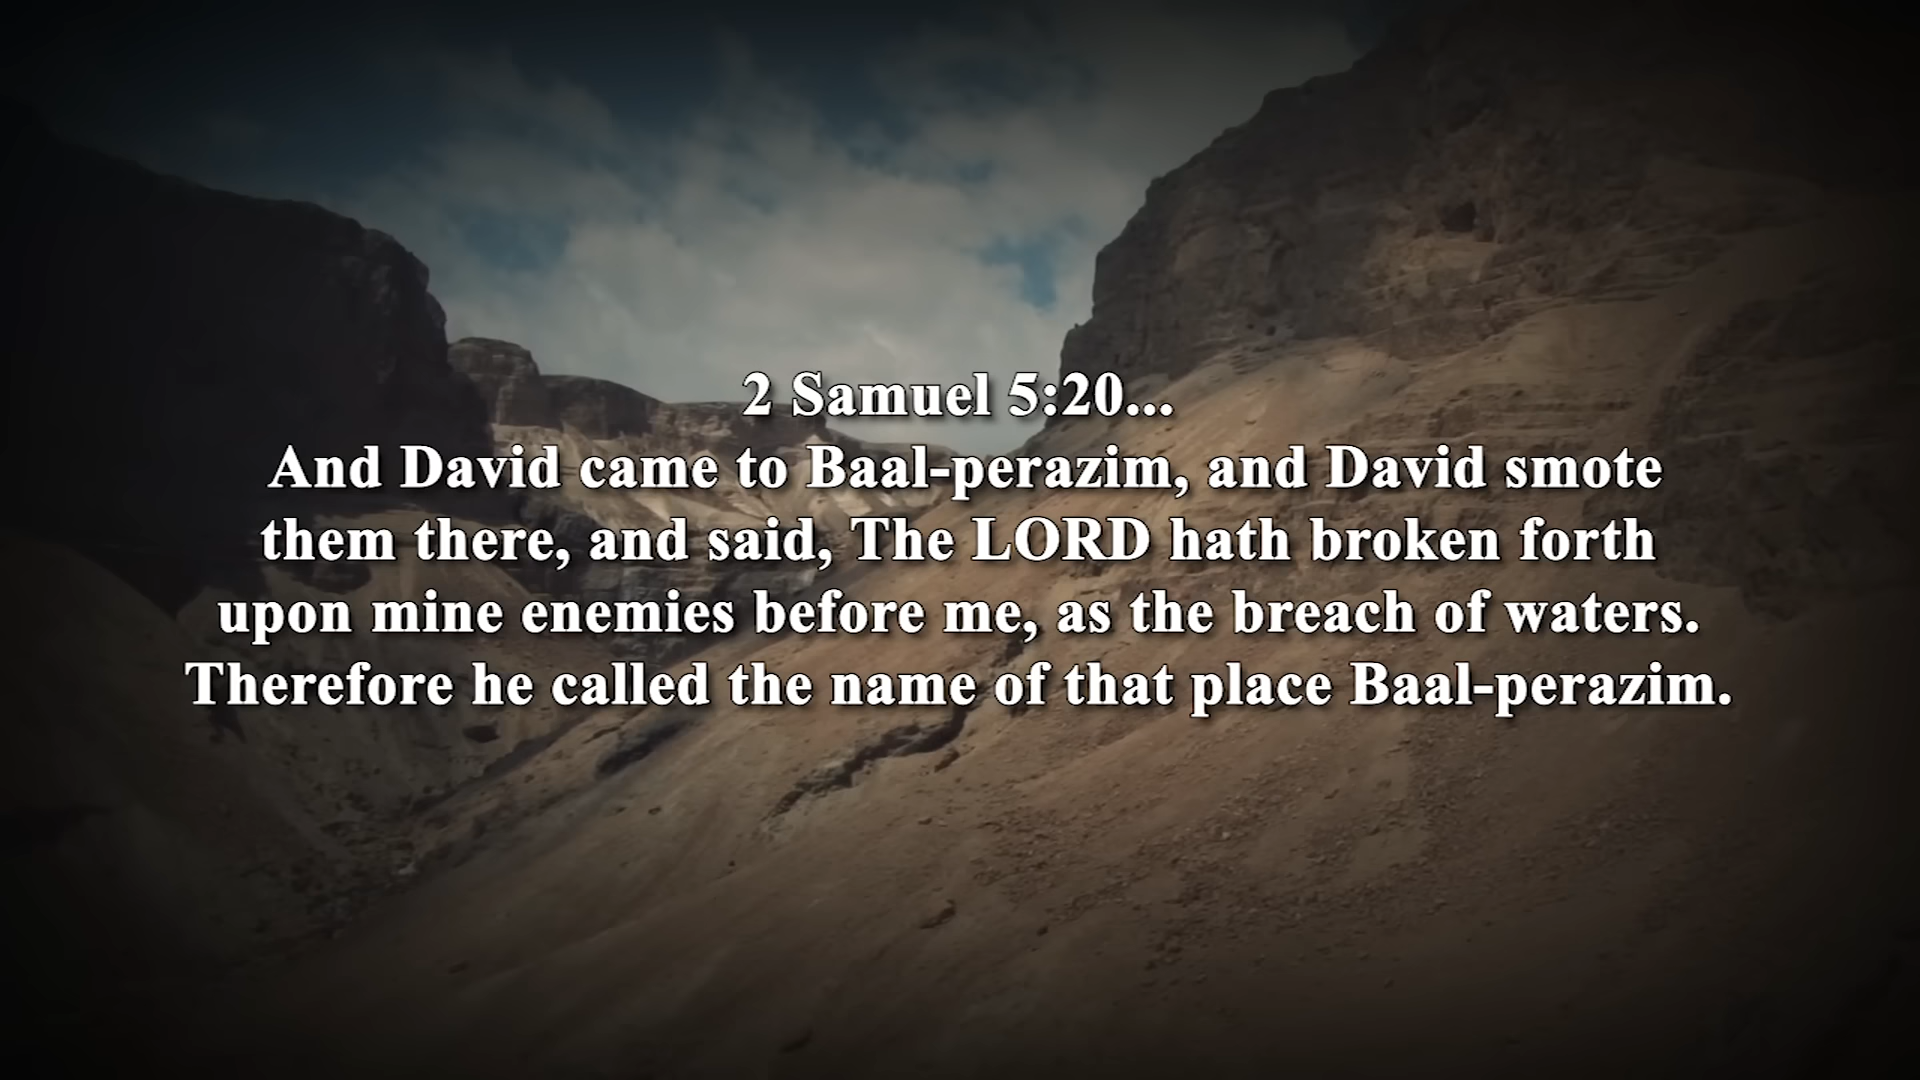 2 Samuel 5:20...
And David came to Baal-perazim, and David smote
them there, and said, The LORD hath broken forth
upon mine enemies before me, as the breach of waters.
Therefore he called the name of that place Baal-perazim.